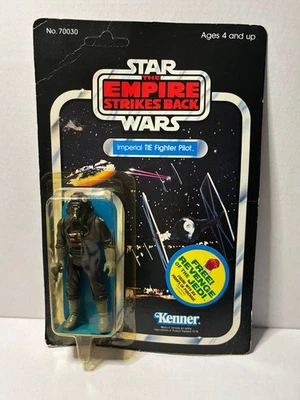 No. 70030
Ages 4 and up
STAR
THE
EMPIRE
STRIKES BACK
WARS
Imperial TIE Fighter Pilot
FREE!
REVENGE
OF THE JEDI
Kenner